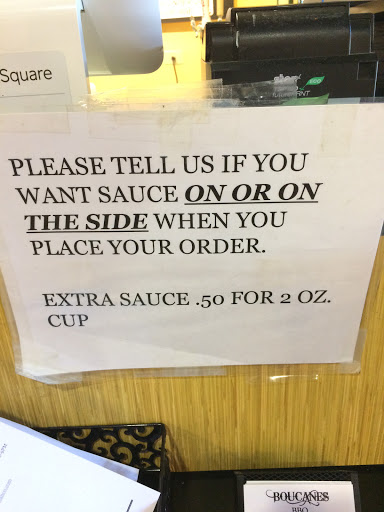 Square
PLEASE TELL US IF YOU
WANT SAUCE ON OR ON
THE SIDE WHEN YOU
PLACE YOUR ORDER.
EXTRA SAUCE .50 FOR 2 OZ.
CUP
BOUCANES
BBQ